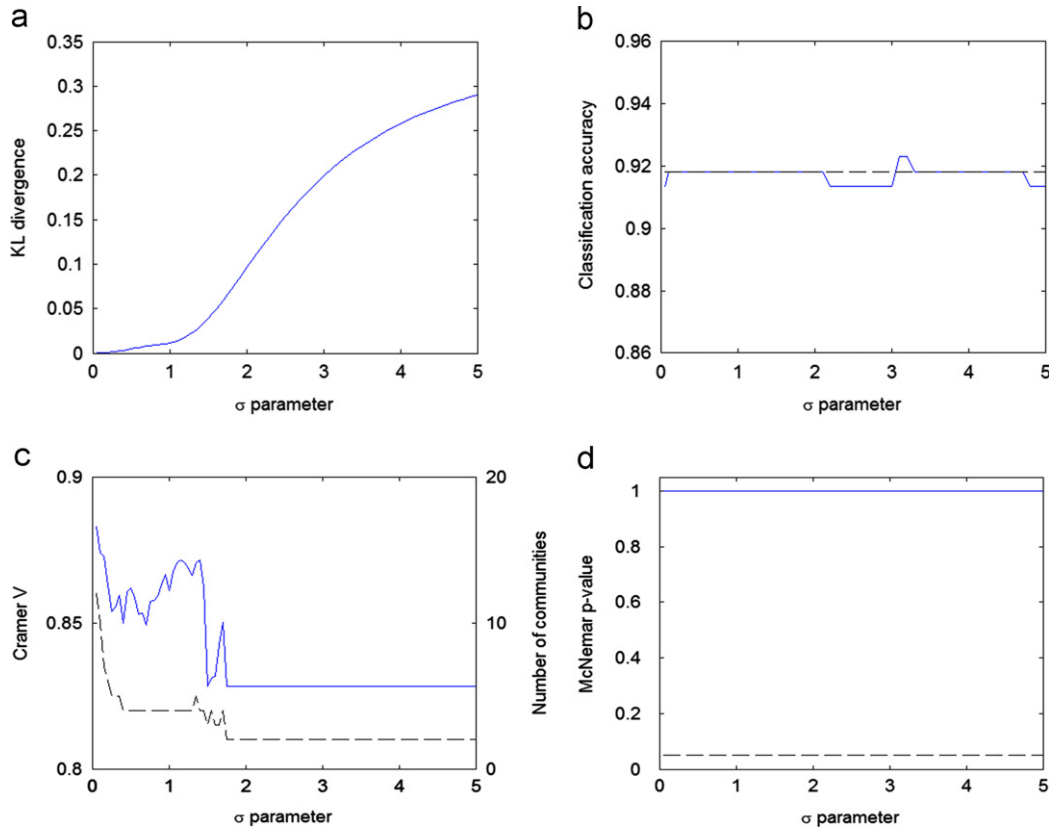 a
KL divergence
0.35
0.3
0.25
0.2
0.15
0.1
0.05
0
0 1 2 3 4 5
σ parameter
b
Classification accuracy
0.96
0.94
0.92
0.9
0.88
0.86
0 1 2 3 4 5
σ parameter
c
Cramer V
0.9
0.85
0.8
0 1 2 3 4 5
σ parameter
20
10
0
Number of communities
d
McNemar p-value
1
0.8
0.6
0.4
0.2
0
0 1 2 3 4 5
σ parameter